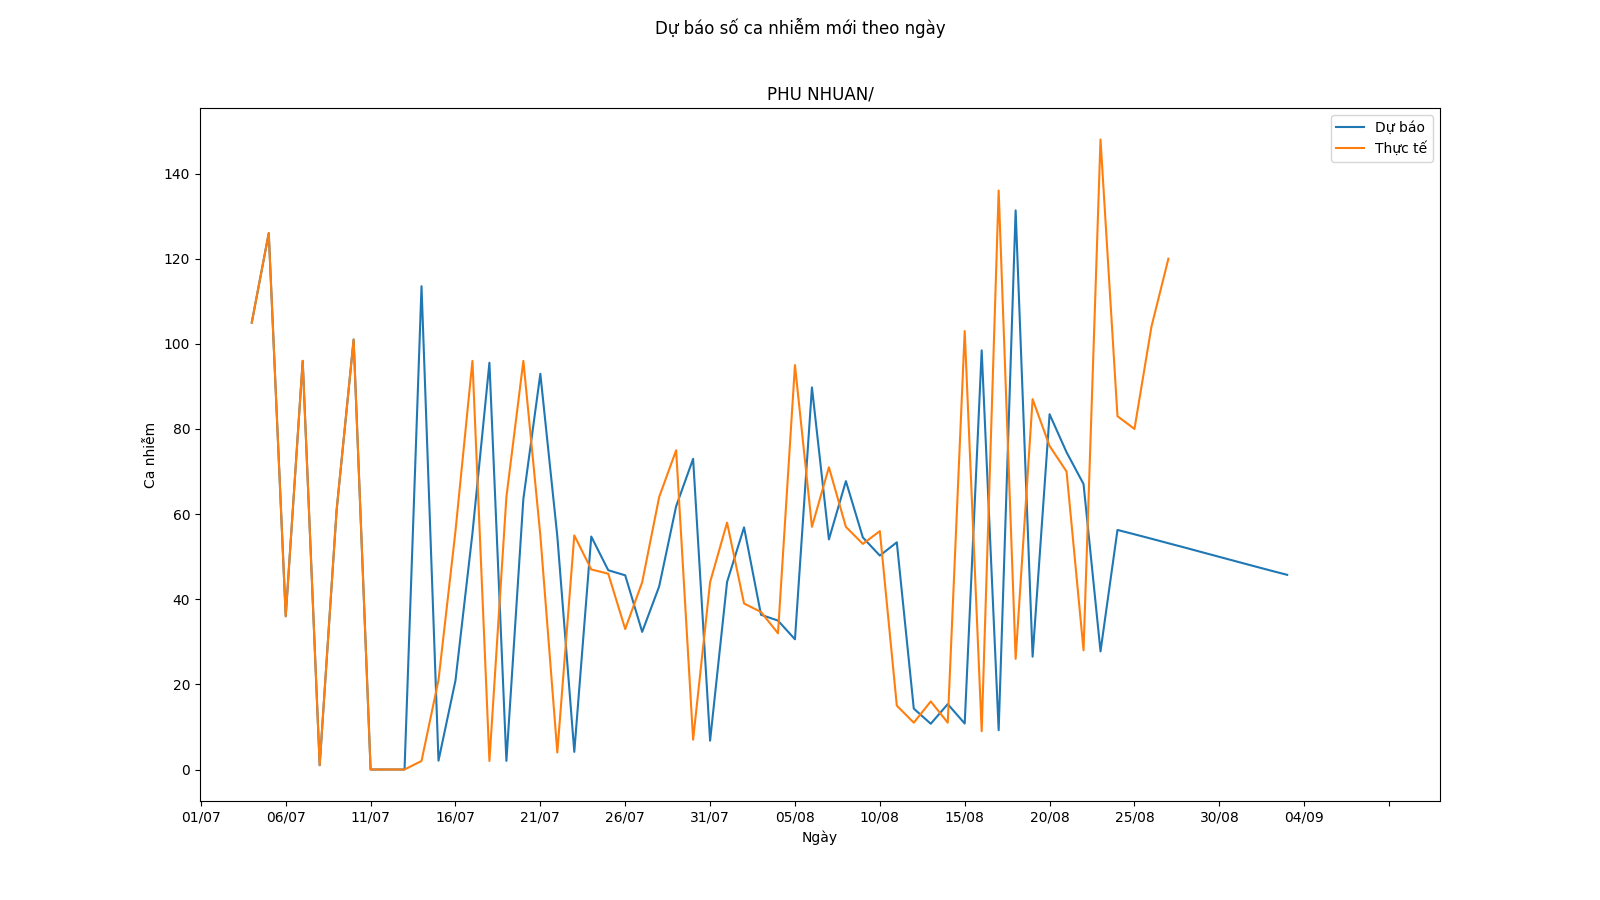 Dự báo số ca nhiễm mới theo ngày
PHU NHUAN/
Dự báo
Thực tế
140
120
100
80
60
40
20
0
Ca nhiễm
01/07 06/07 11/07 16/07 21/07 26/07 31/07 05/08 10/08 15/08 20/08 25/08 30/08 04/09
Ngày